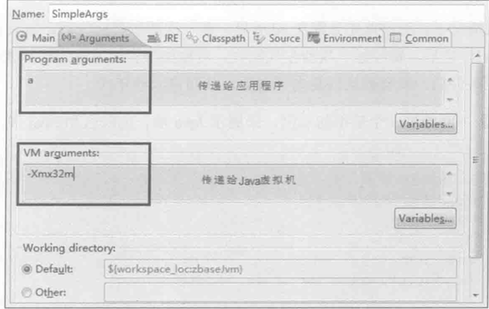 Name: SimpleArgs
Main (x)= Arguments JRE Classpath Source Environment Common
Program arguments:
a 传递给应用程序
Variables...
VM arguments:
-Xmx32m 传递给Java虚拟机
Variables...
Working directory:
Default: ${workspace_loc:zbaseJvm}
Other: